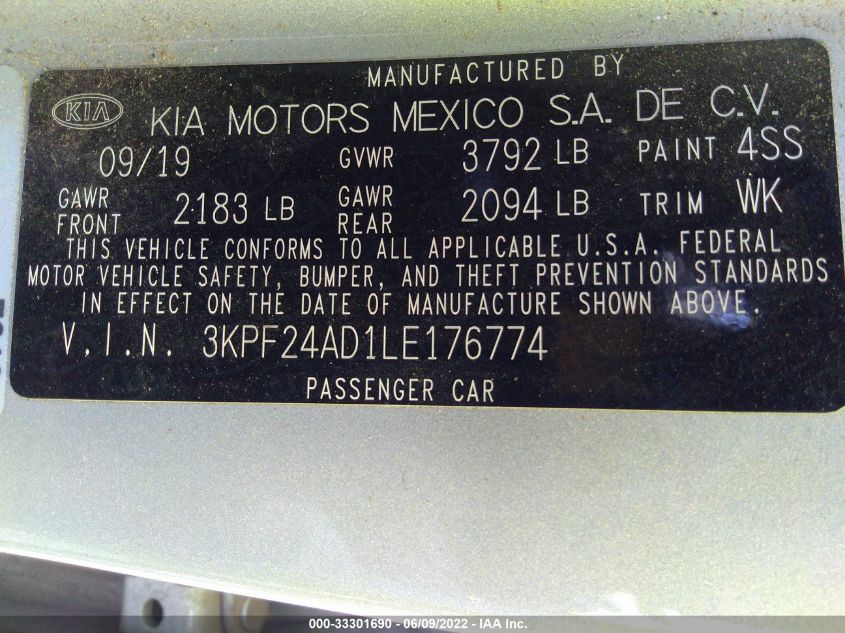 MANUFACTURED BY
KIA KIA MOTORS MEXICO S.A. DE C.V.
09/19 GVWR 3792 LB PAINT 4SS
GAWR FRONT 2183 LB GAWR REAR 2094 LB TRIM WK
THIS VEHICLE CONFORMS TO ALL APPLICABLE U.S.A. FEDERAL
MOTOR VEHICLE SAFETY, BUMPER, AND THEFT PREVENTION STANDARDS
IN EFFECT ON THE DATE OF MANUFACTURE SHOWN ABOVE.
V.I.N. 3KPF24AD1LE176774
PASSENGER CAR
000-33301690 - 06/09/2022 - IAA Inc.